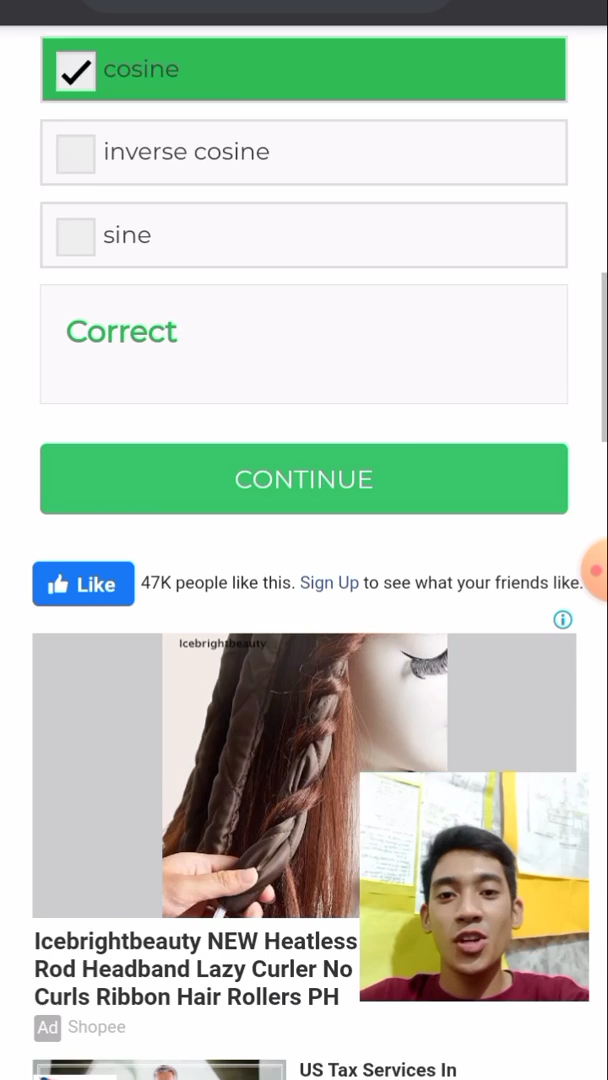 cosine
inverse cosine
sine
Correct
CONTINUE
Like 47K people like this. Sign Up to see what your friends like.
Icebrightbeauty
Icebrightbeauty NEW Heatless
Rod Headband Lazy Curler No
Curls Ribbon Hair Rollers PH
Ad Shopee
US Tax Services In